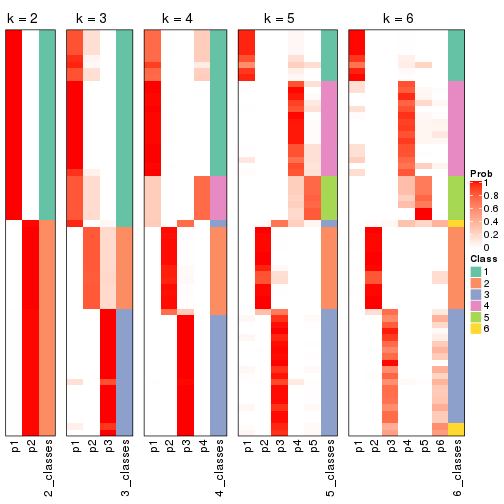 k = 2
k = 3
k = 4
k = 5
k = 6
Prob
1
0.8
0.6
0.4
0.2
0
Class
1
2
3
4
5
6
p1
p2
2_classes
p1
p2
p3
3_classes
p1
p2
p3
p4
4_classes
p1
p2
p3
p4
p5
5_classes
p1
p2
p3
p4
p5
p6
6_classes